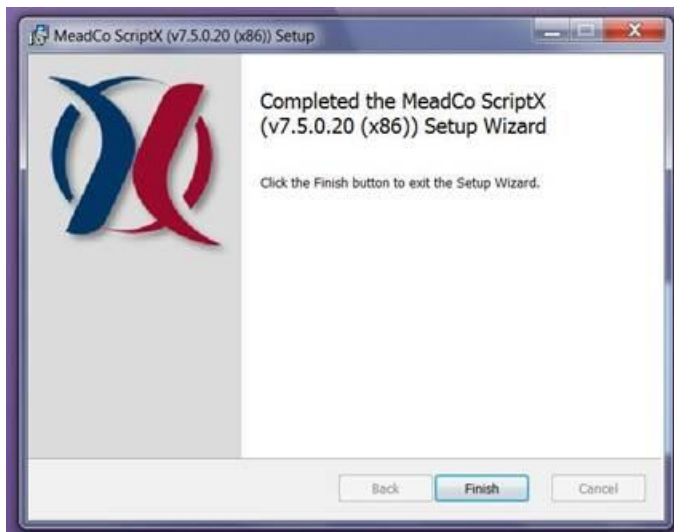 MeadCo ScriptX (v7.5.0.20 (x86)) Setup
Completed the MeadCo ScriptX
(v7.5.0.20 (x86)) Setup Wizard
Click the Finish button to exit the Setup Wizard.
Back
Finish
Cancel